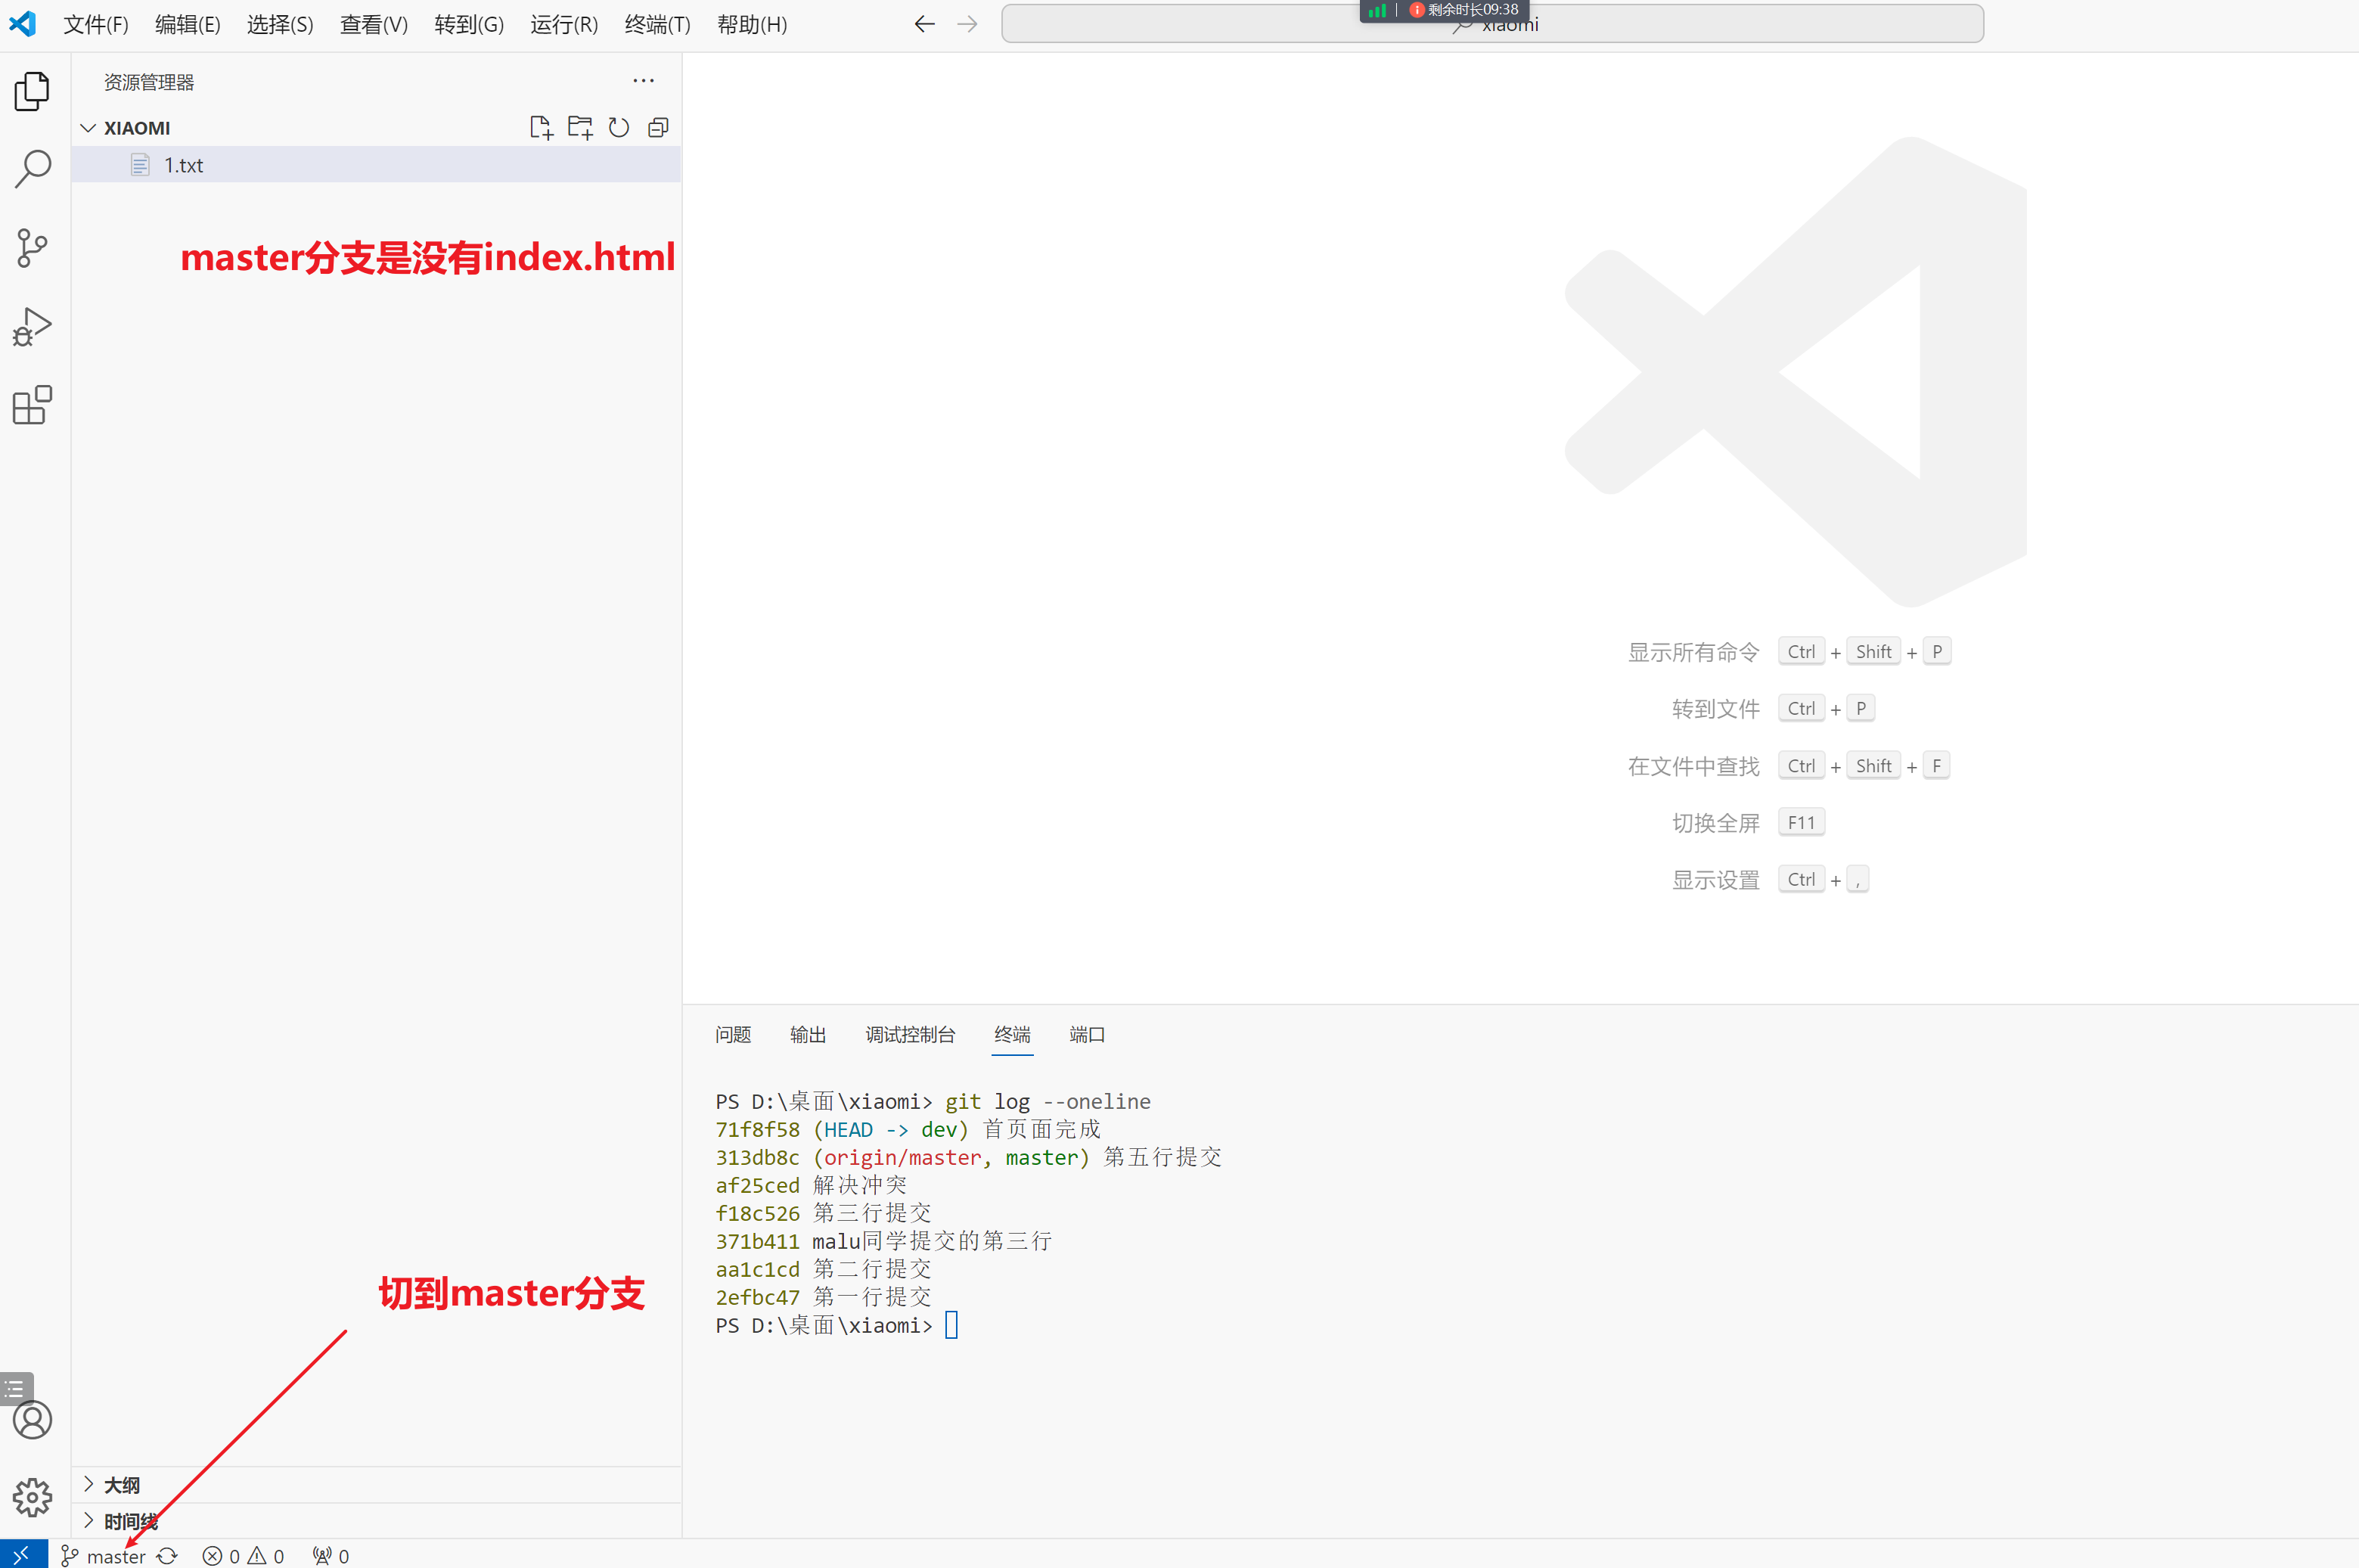 文件(F) 编辑(E) 选择(S) 查看(V) 转到(G) 运行(R) 终端(T) 帮助(H)
剩余时长09:38
xiaomi
资源管理器
XIAOMI
1.txt
master分支是没有index.html
显示所有命令 Ctrl + Shift + P
转到文件 Ctrl + P
在文件中查找 Ctrl + Shift + F
切换全屏 F11
显示设置 Ctrl + ,
问题 输出 调试控制台 终端 端口
PS D:\桌面\xiaomi> git log --oneline
71f8f58 (HEAD -> dev) 首页面完成
313db8c (origin/master, master) 第五行提交
af25ced 解决冲突
f18c526 第三行提交
371b411 malu同学提交的第三行
aa1c1cd 第二行提交
2efbc47 第一行提交
PS D:\桌面\xiaomi>
切到master分支
大纲
时间线
master 0 0 0